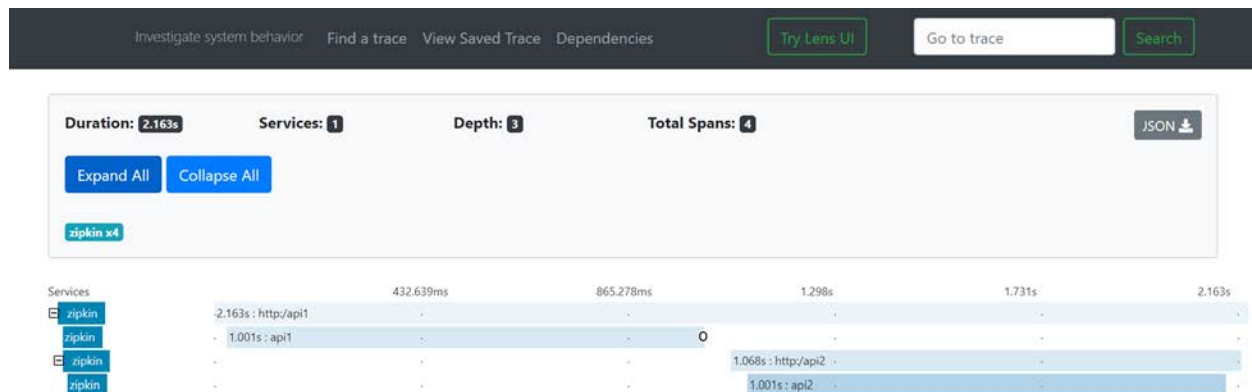 Investigate system behavior Find a trace View Saved Trace Dependencies Try Lens UI Go to trace Search
Duration: 2.163s Services: 1 Depth: 3 Total Spans: 4 JSON
Expand All Collapse All
zipkin x4
Services 432.639ms 865.278ms 1.298s 1.731s 2.163s
zipkin 2.163s : http:/api1
zipkin 1.001s : api1
zipkin 1.068s : http:/api2
zipkin 1.001s : api2